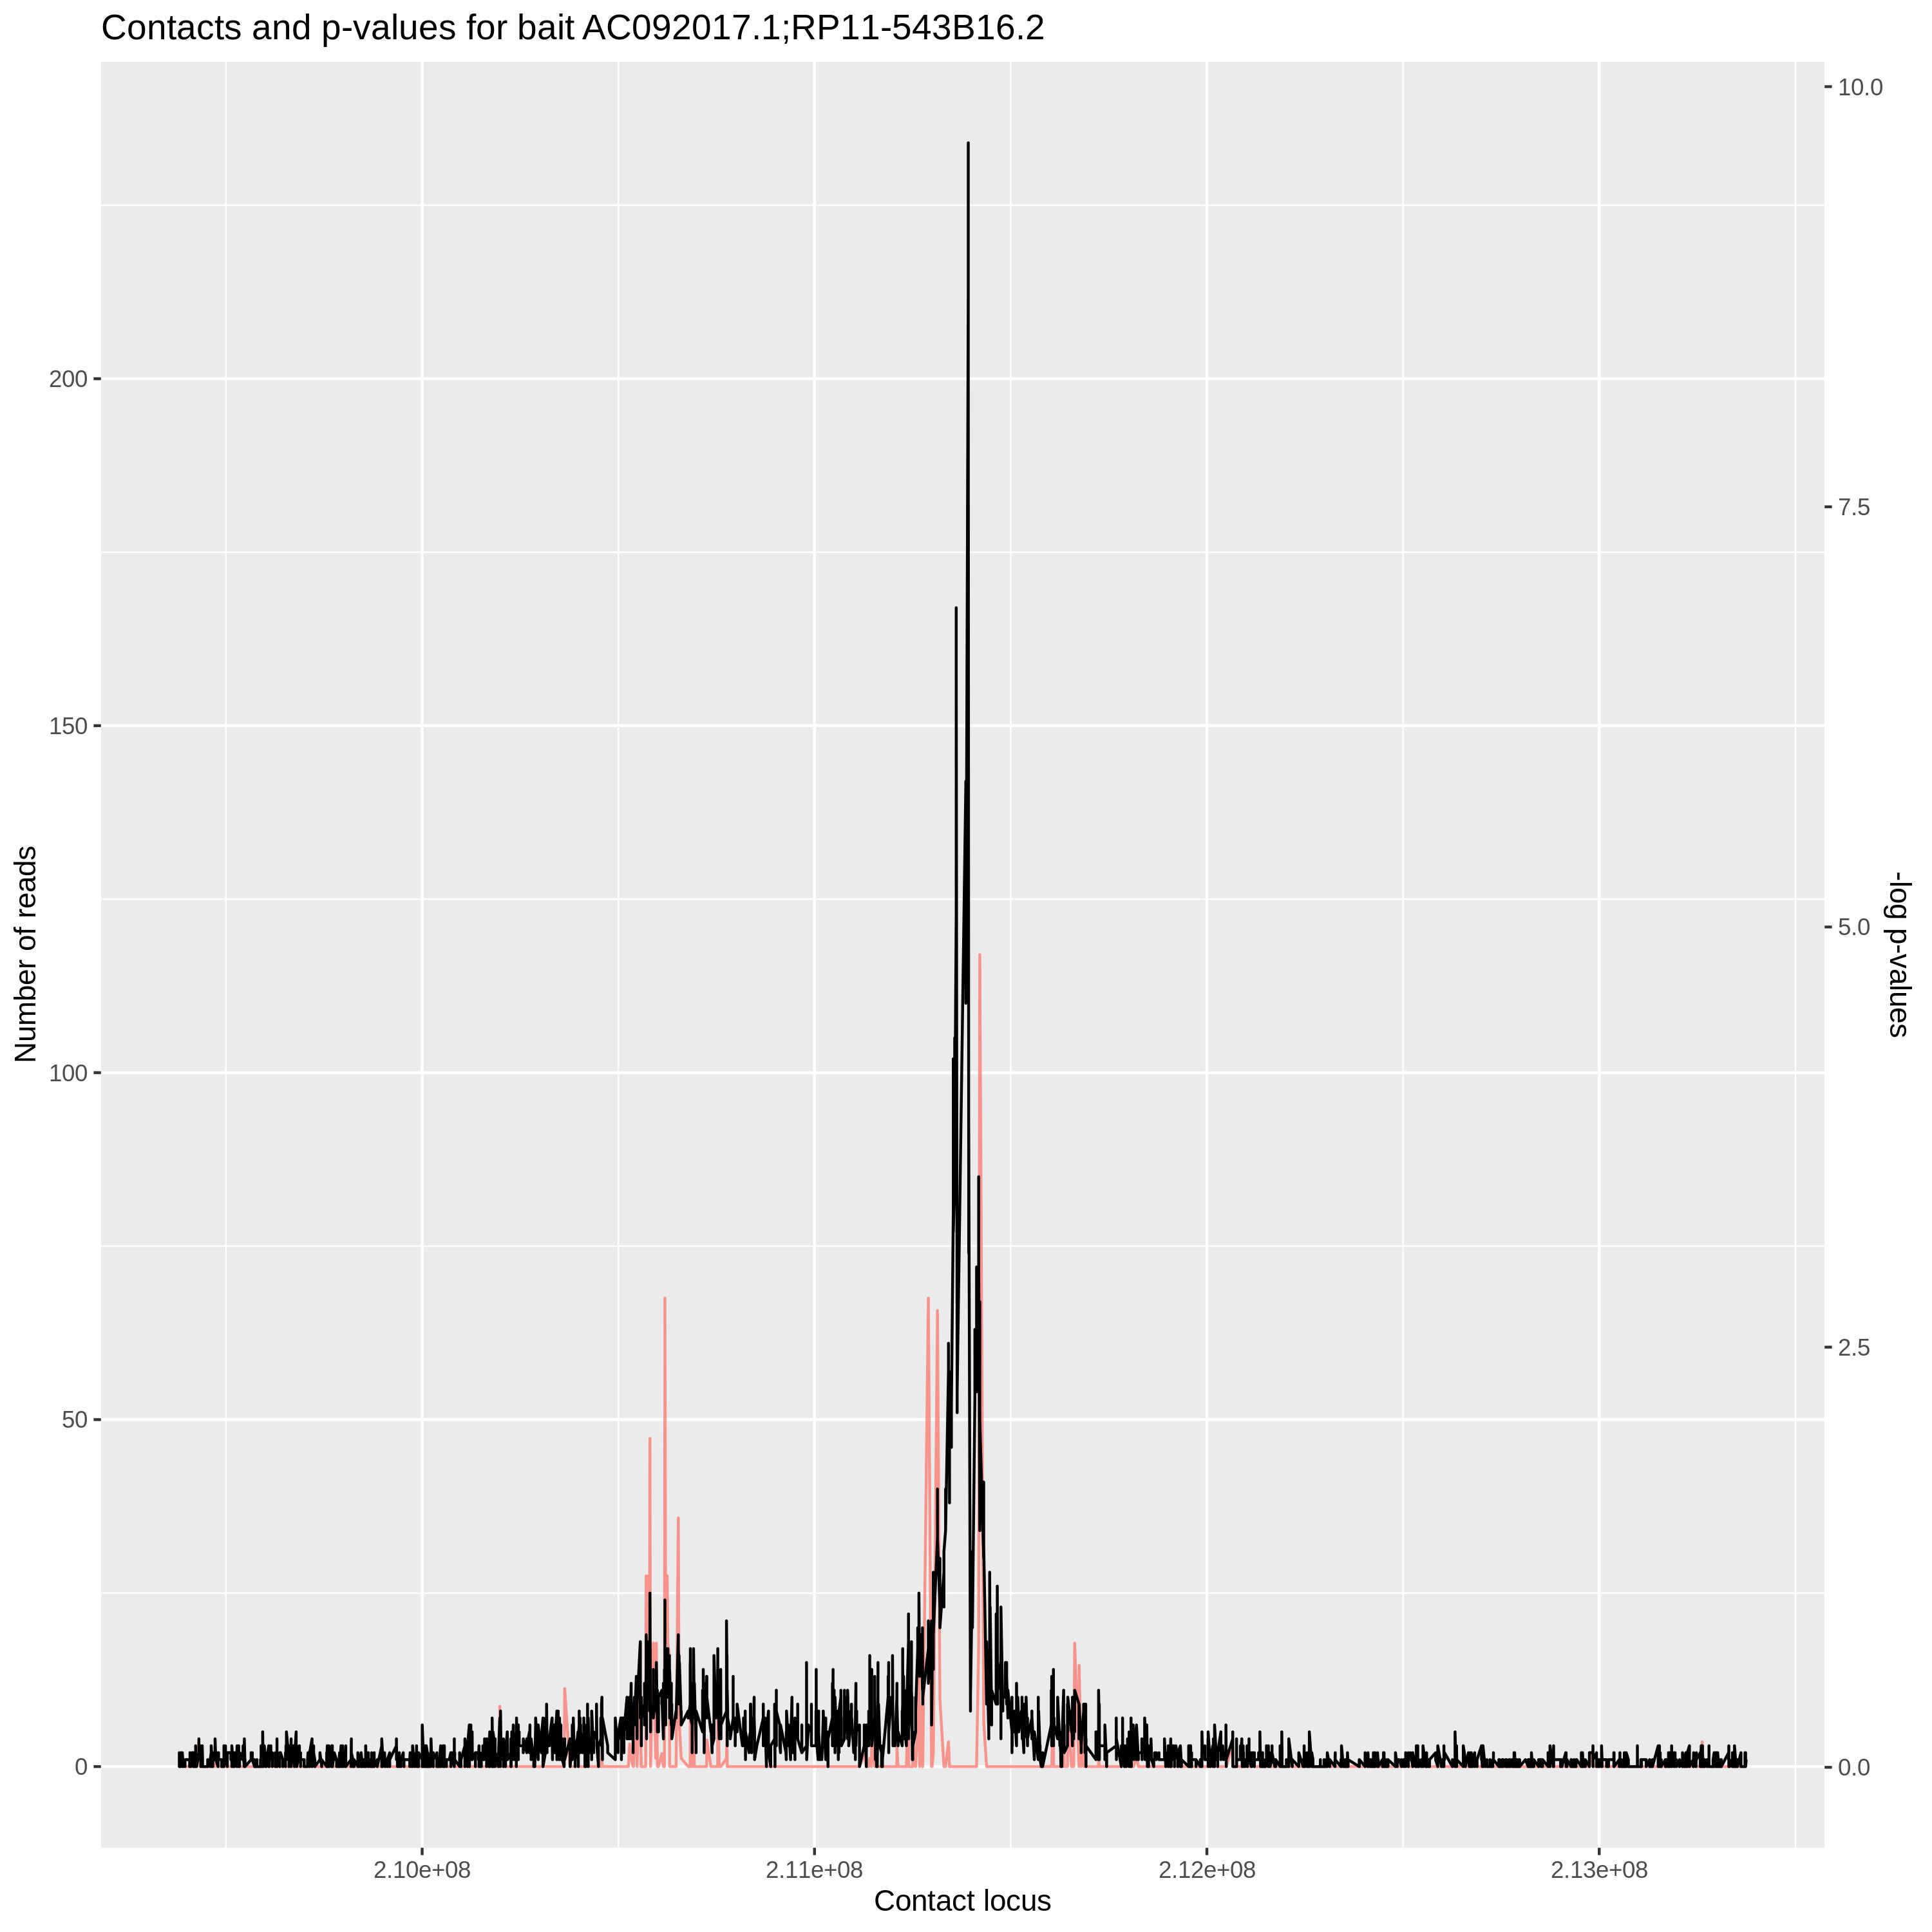 Contacts and p-values for bait AC092017.1;RP11-543B16.2
10.0
7.5
5.0
2.5
0.0
-log p-values
200
150
100
50
0
Number of reads
2.10e+08
2.11e+08
2.12e+08
2.13e+08
Contact locus